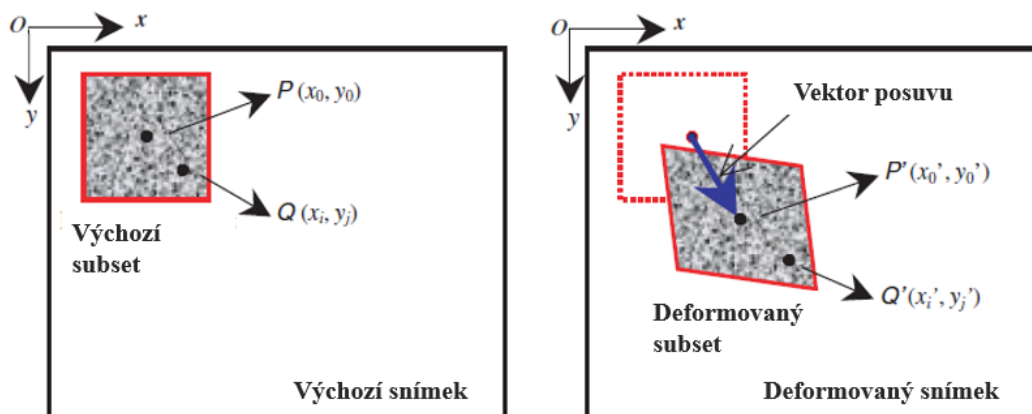 O x
y
P (x₀, y₀)
Q (xᵢ, yⱼ)
Výchozí
subset
Výchozí snímek
O x
y
Vektor posuvu
P'(x₀', y₀')
Q'(xᵢ', yⱼ')
Deformovaný
subset
Deformovaný snímek